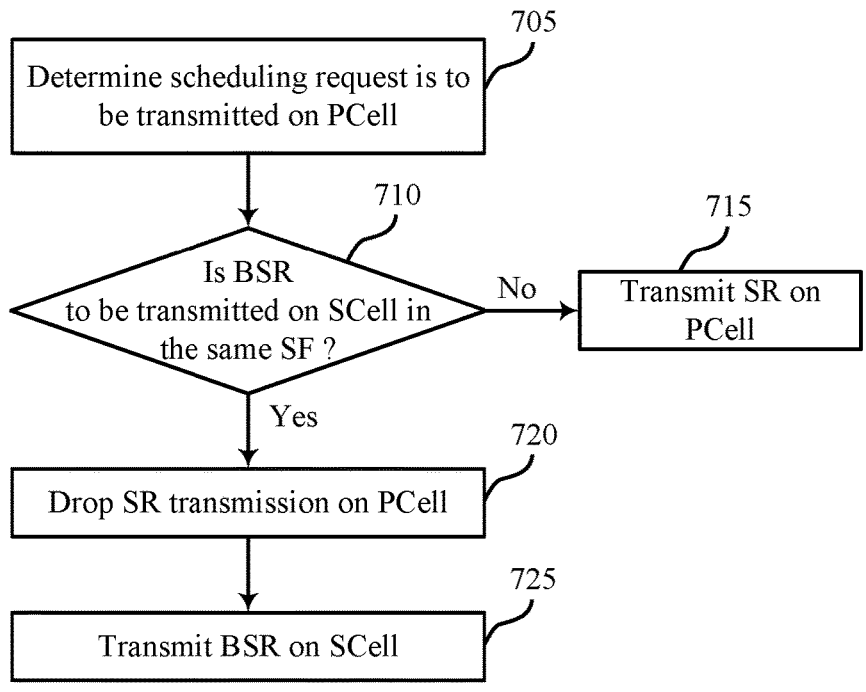 705
Determine scheduling request is to
be transmitted on PCell
710
Is BSR
to be transmitted on SCell in
the same SF ?
No
715
Transmit SR on
PCell
Yes
720
Drop SR transmission on PCell
725
Transmit BSR on SCell